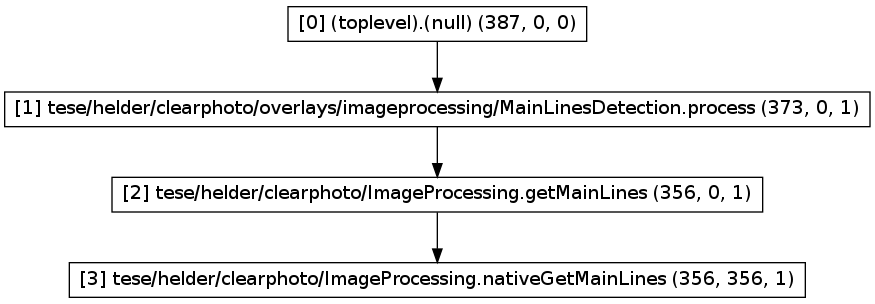 [0] (toplevel).(null) (387, 0, 0)
[1] tese/helder/clearphoto/overlays/imageprocessing/MainLinesDetection.process (373, 0, 1)
[2] tese/helder/clearphoto/ImageProcessing.getMainLines (356, 0, 1)
[3] tese/helder/clearphoto/ImageProcessing.nativeGetMainLines (356, 356, 1)